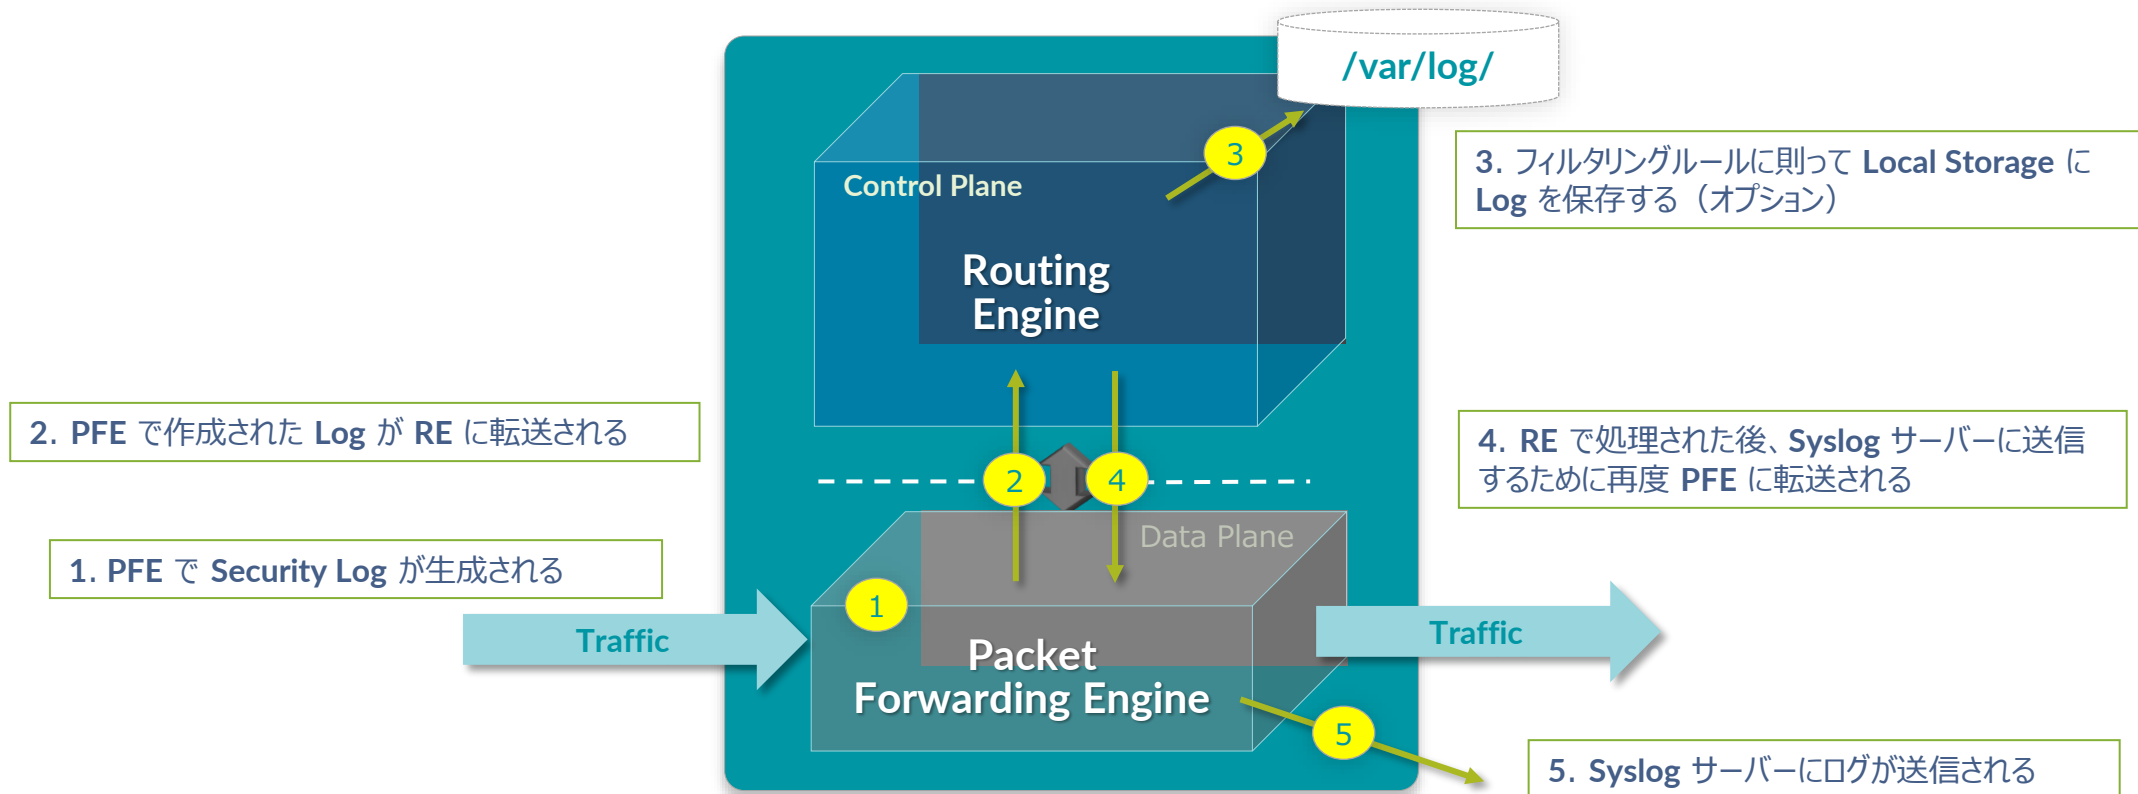 /var/log/
3
3. フィルタリングルールに則って Local Storage に
Log を保存する（オプション）
Control Plane
Routing
Engine
2. PFE で作成された Log が RE に転送される
2
4
4. RE で処理された後、Syslog サーバーに送信
するために再度 PFE に転送される
Data Plane
1. PFE で Security Log が生成される
1
Traffic
Packet
Forwarding Engine
Traffic
5
5. Syslog サーバーにログが送信される